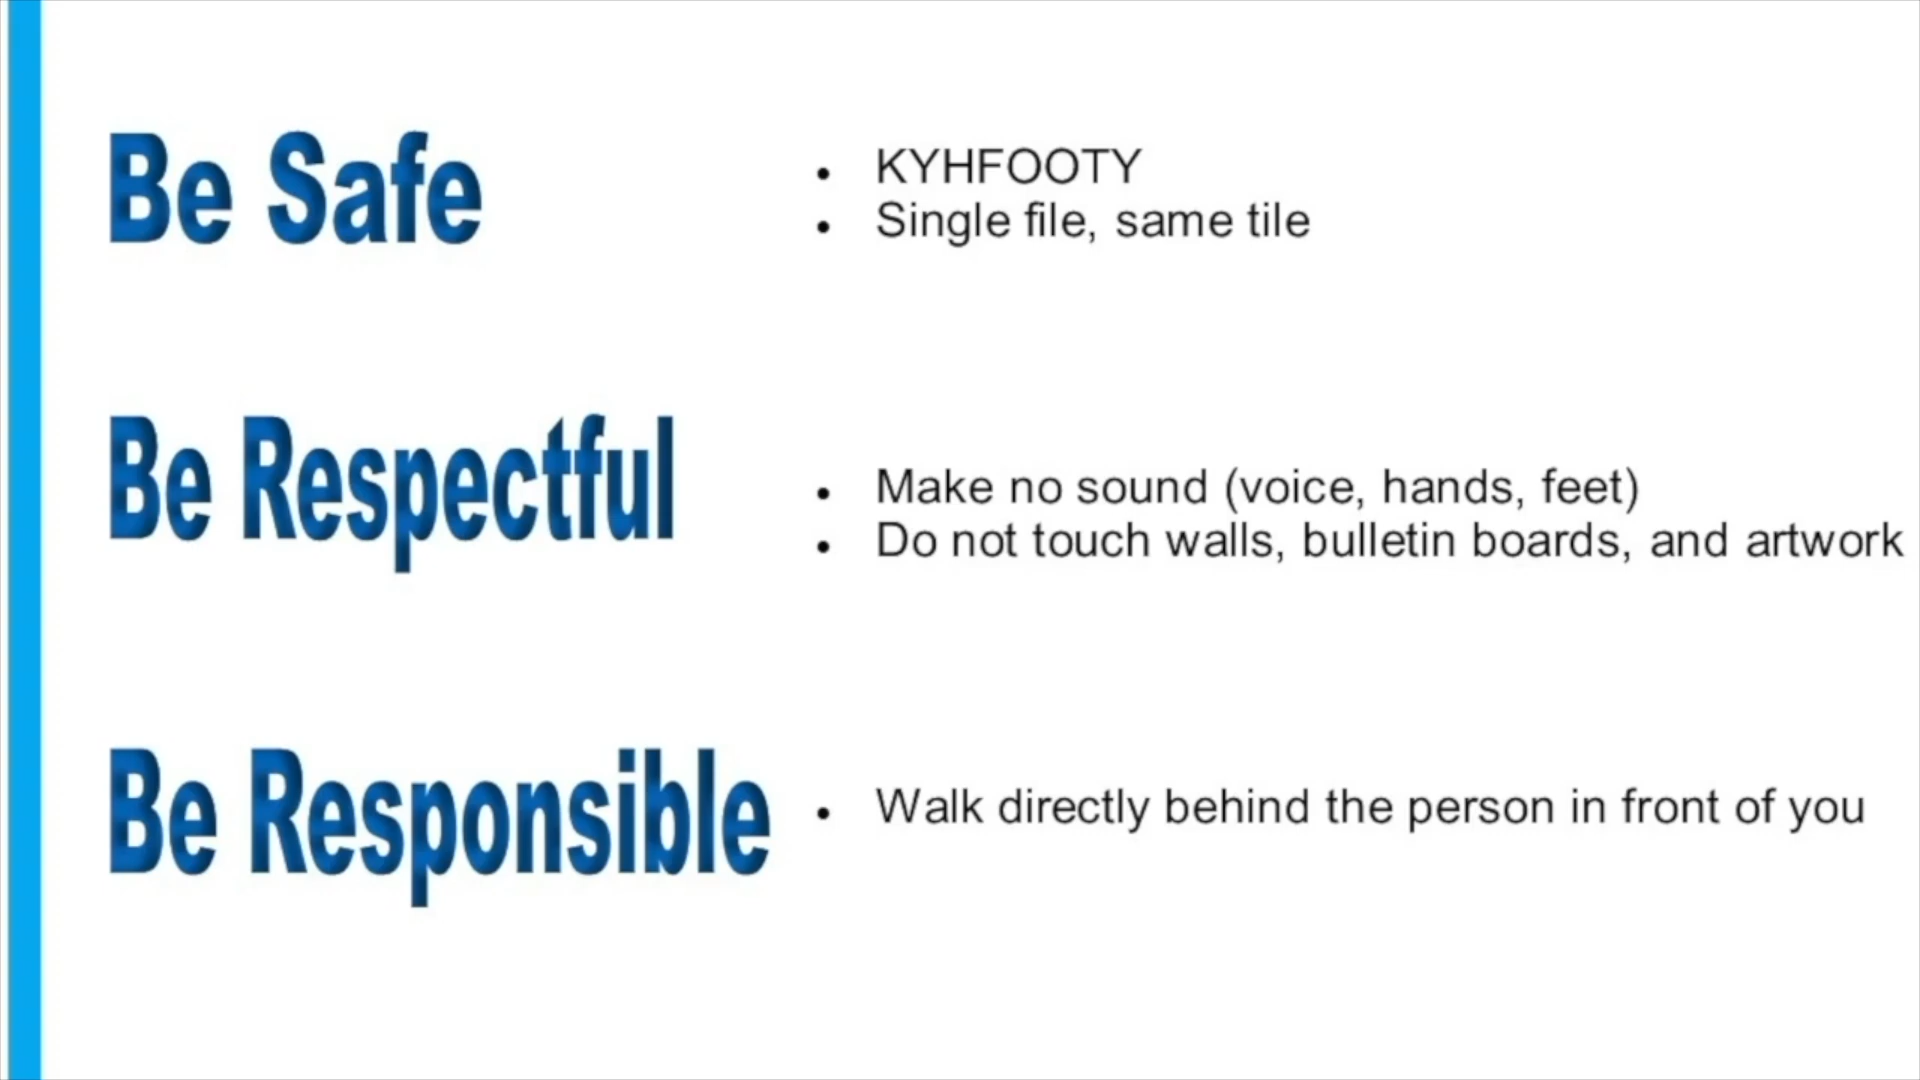 Be Safe
• KYHFOOTY
• Single file, same tile
Be Respectful
• Make no sound (voice, hands, feet)
• Do not touch walls, bulletin boards, and artwork
Be Responsible
• Walk directly behind the person in front of you